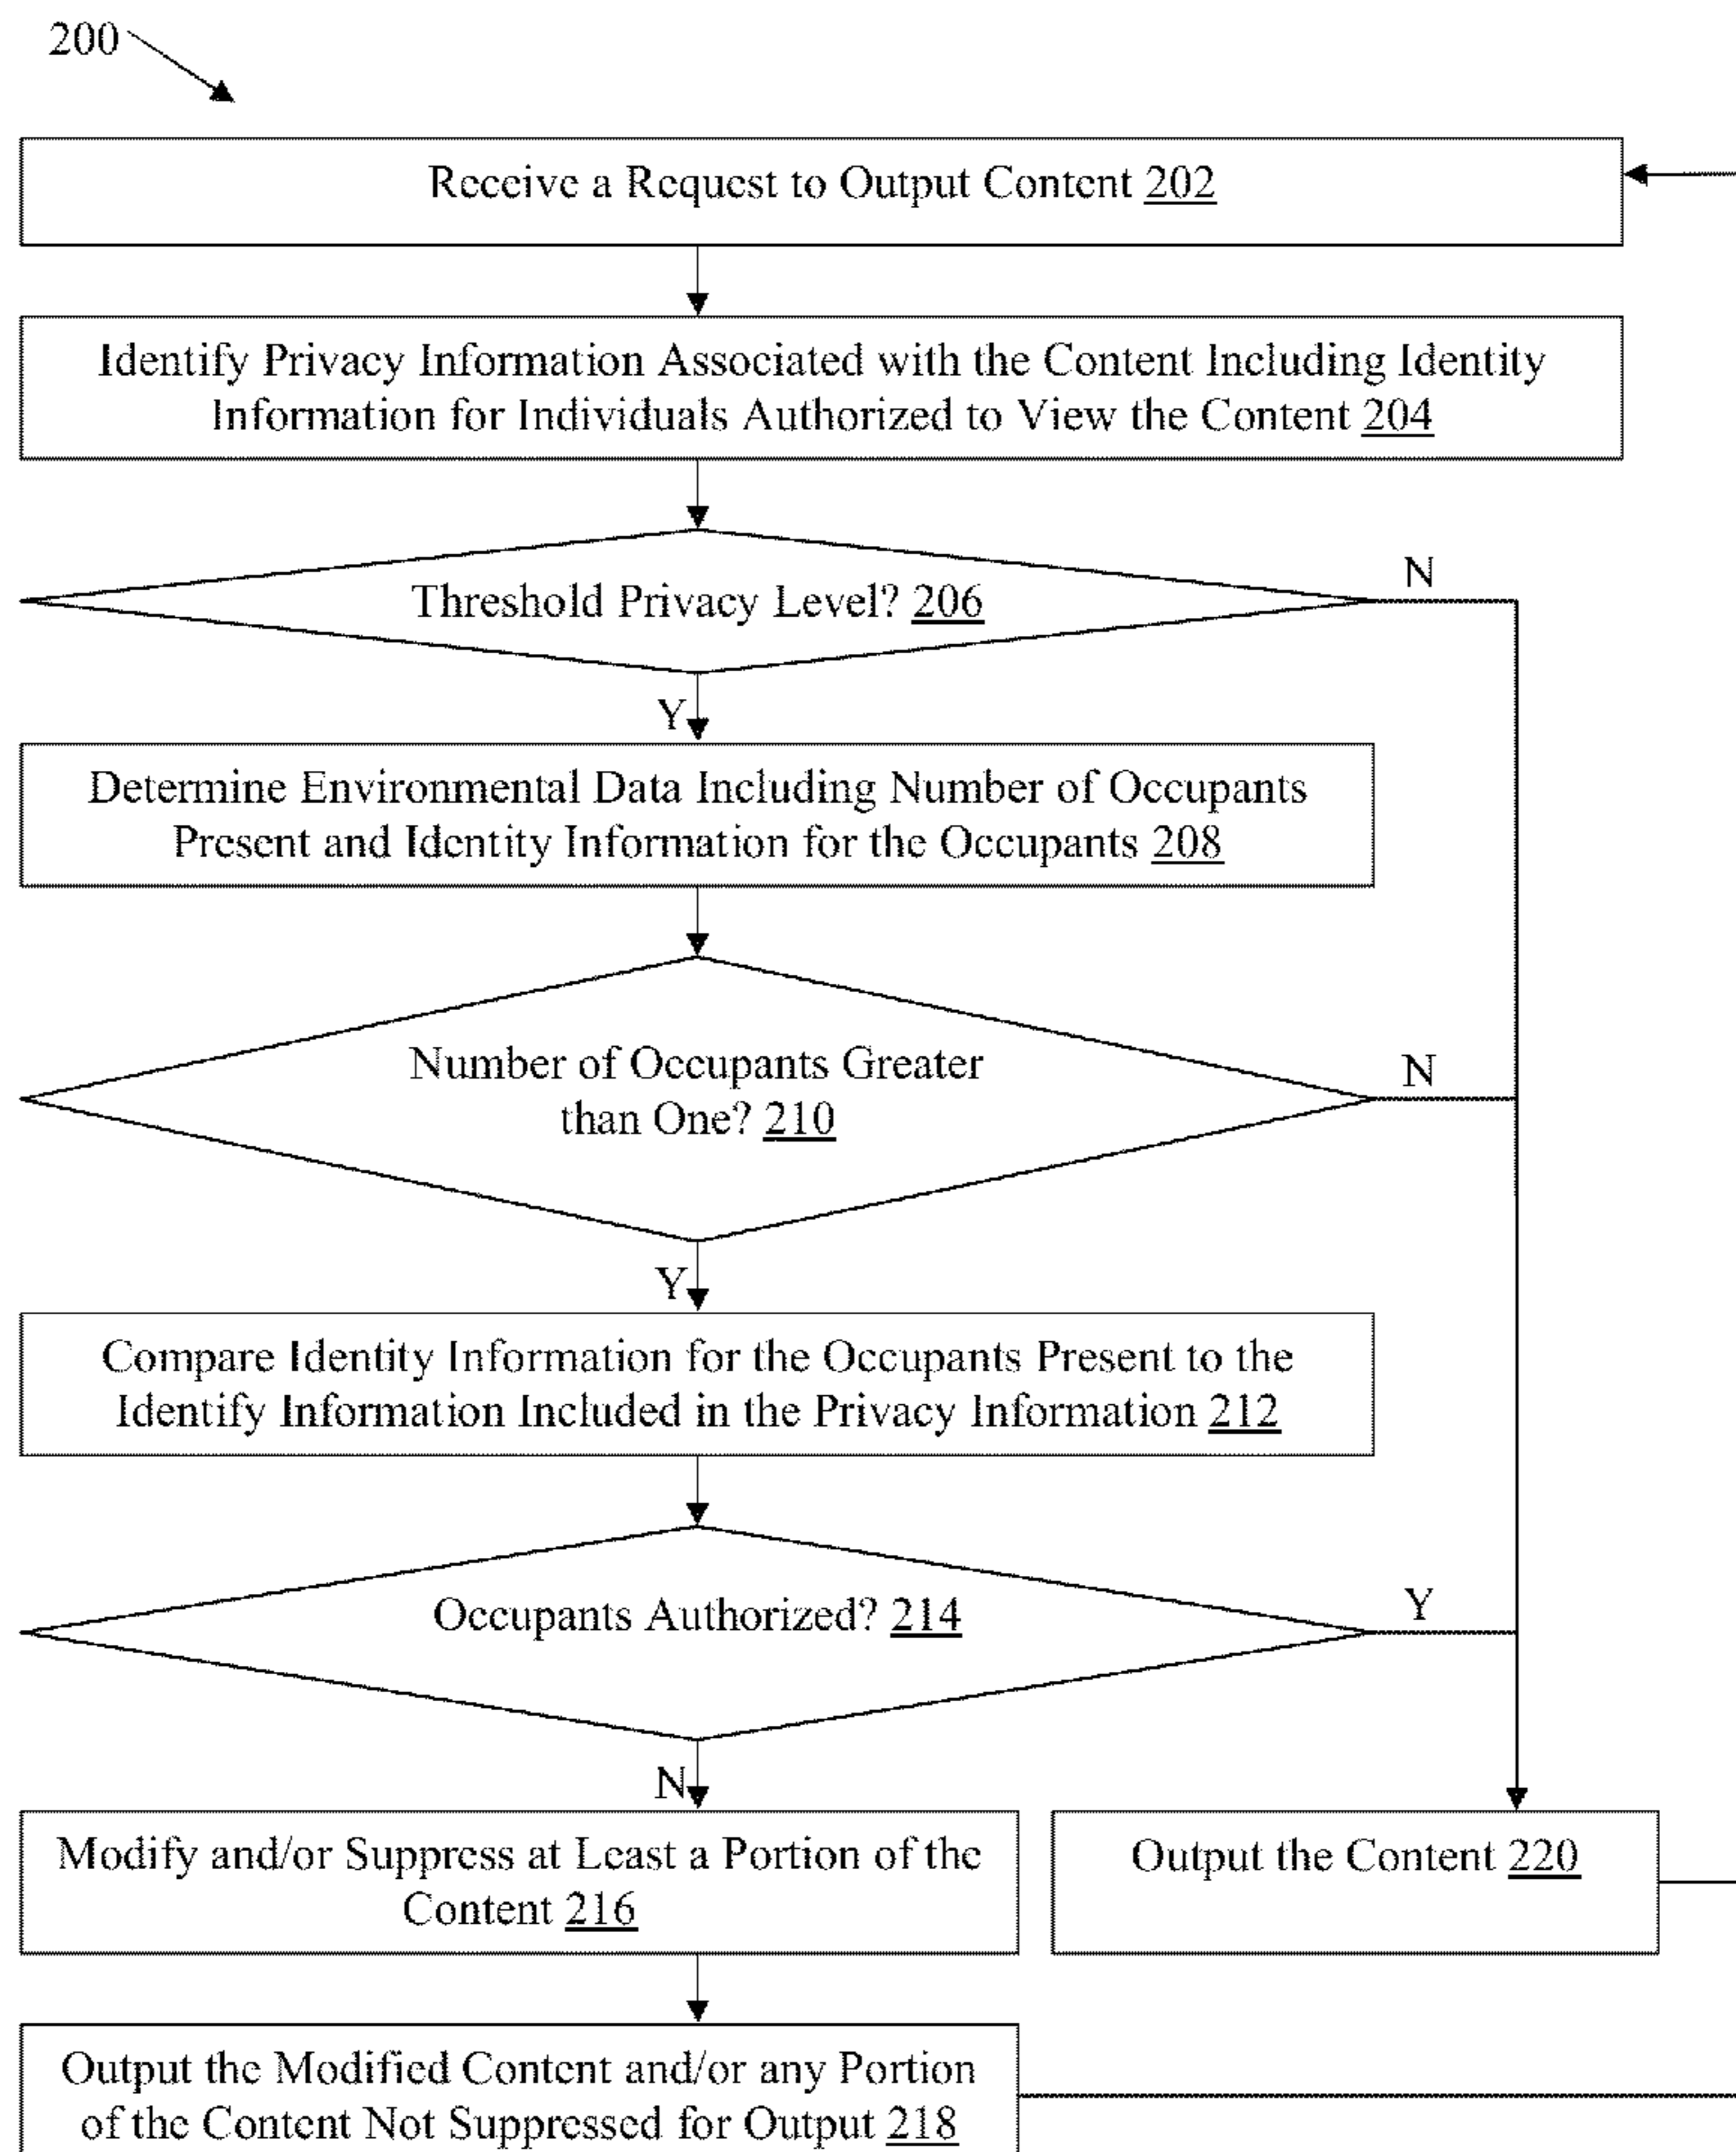 200
Receive a Request to Output Content 202
Identify Privacy Information Associated with the Content Including Identity
Information for Individuals Authorized to View the Content 204
Threshold Privacy Level? 206
N
Y
Determine Environmental Data Including Number of Occupants
Present and Identity Information for the Occupants 208
Number of Occupants Greater
than One? 210
N
Y
Compare Identity Information for the Occupants Present to the
Identify Information Included in the Privacy Information 212
Occupants Authorized? 214
Y
N
Modify and/or Suppress at Least a Portion of the
Content 216
Output the Content 220
Output the Modified Content and/or any Portion
of the Content Not Suppressed for Output 218